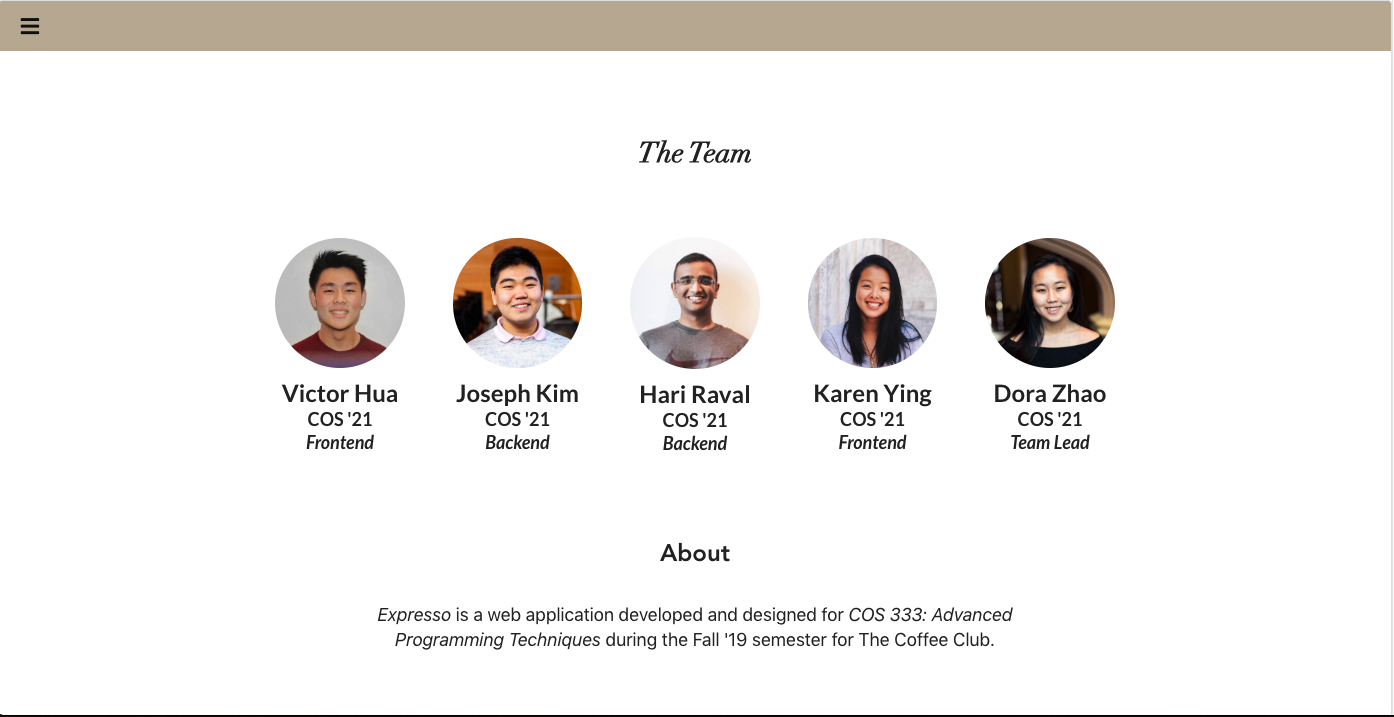 The Team
Victor Hua
COS '21
Frontend
Joseph Kim
COS '21
Backend
Hari Raval
COS '21
Backend
Karen Ying
COS '21
Frontend
Dora Zhao
COS '21
Team Lead
About
Expresso is a web application developed and designed for COS 333: Advanced
Programming Techniques during the Fall '19 semester for The Coffee Club.